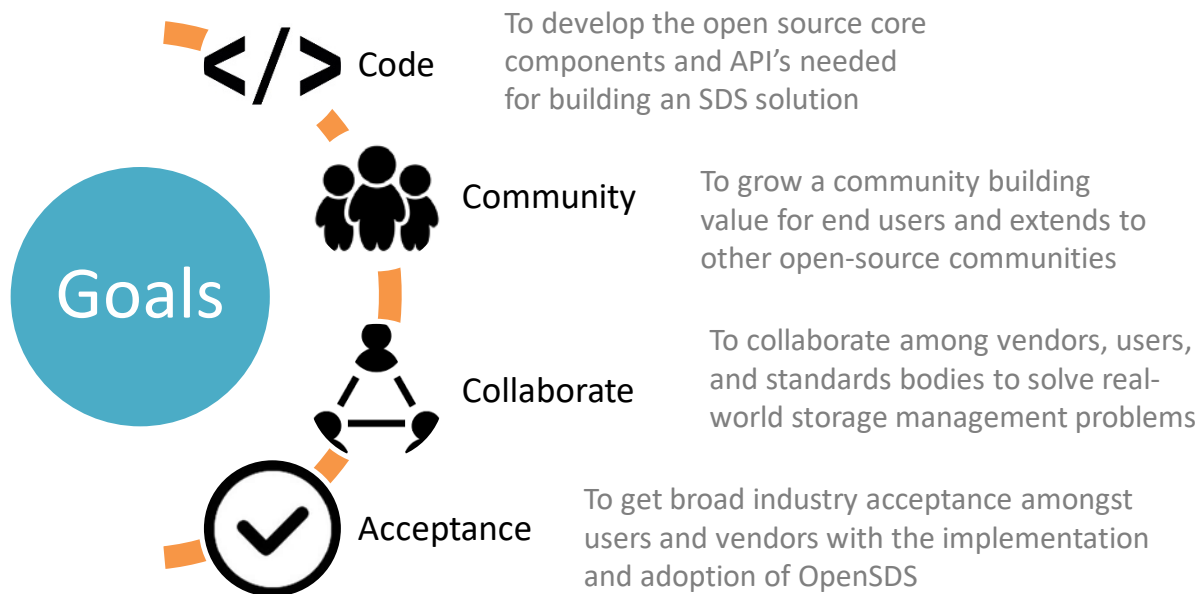 Goals
</>
Code
To develop the open source core
components and API's needed
for building an SDS solution
Community
To grow a community building
value for end users and extends to
other open-source communities
Collaborate
To collaborate among vendors, users,
and standards bodies to solve real-
world storage management problems
Acceptance
To get broad industry acceptance amongst
users and vendors with the implementation
and adoption of OpenSDS